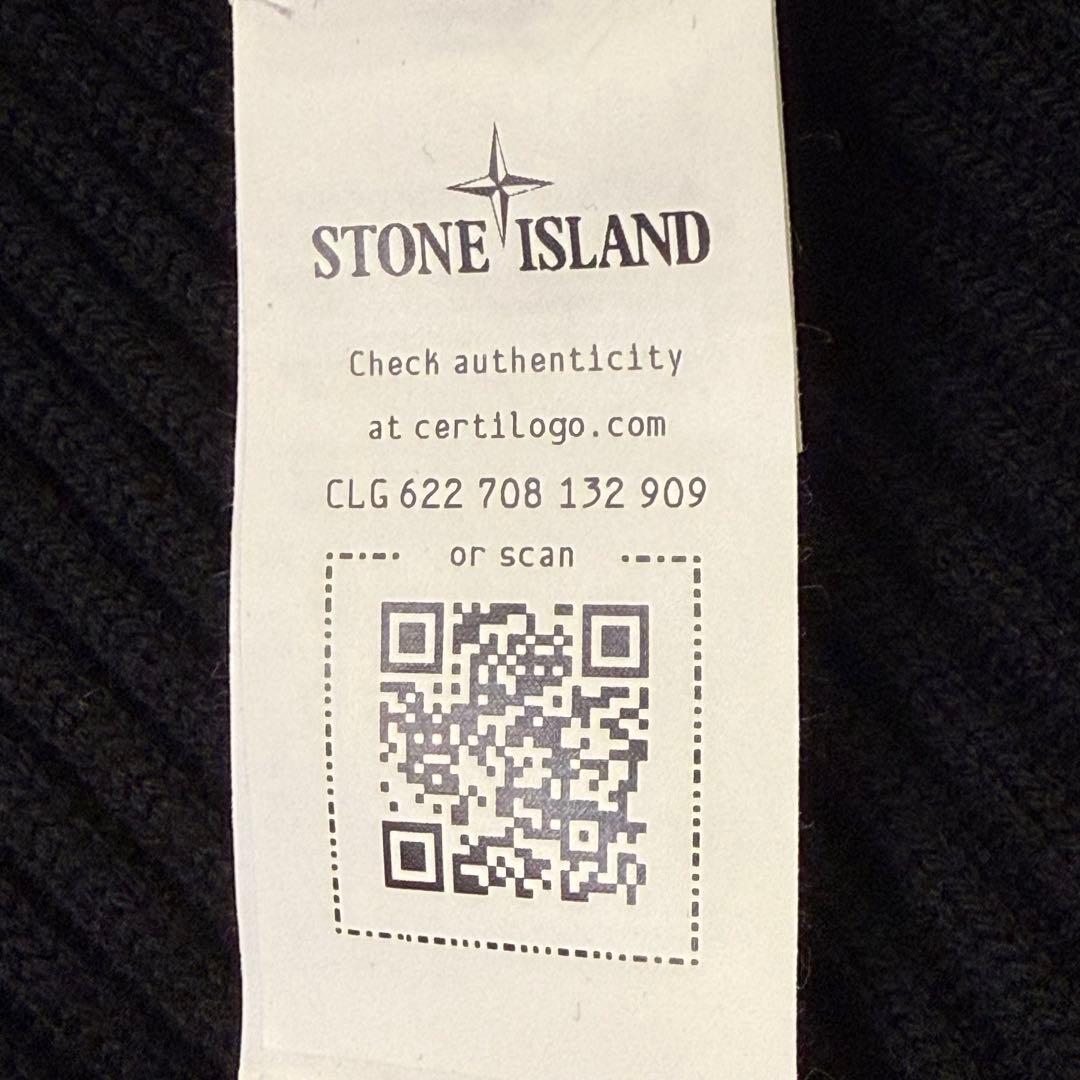 STONE ISLAND
Check authenticity
at certilogo.com
CLG 622 708 132 909
or scan